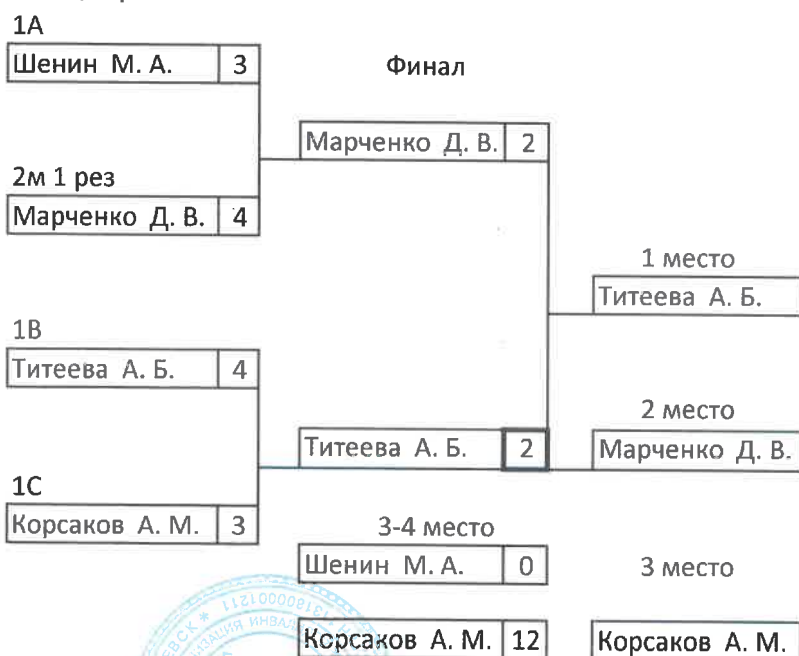 1А
Шенин М. А. 3
Финал
Марченко Д. В. 2
2м 1 рез
Марченко Д. В. 4
1 место
Титеева А. Б.
1В
Титеева А. Б. 4
2 место
Титеева А. Б. 2
Марченко Д. В.
1С
Корсаков А. М. 3
3-4 место
Шенин М. А. 0
3 место
Корсаков А. М. 12
Корсаков А. М.